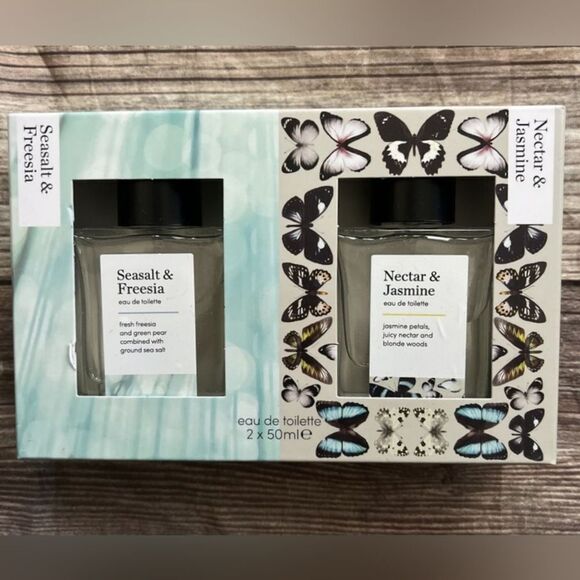 Seasalt &
Freesia
Nectar &
Jasmine
Seasalt &
Freesia
eau de toilette
fresh freesia
and green pear
combined with
ground sea salt
Nectar &
Jasmine
eau de toilette
jasmine petals,
juicy nectar and
blonde woods
eau de toilette
2 x 50ml℮